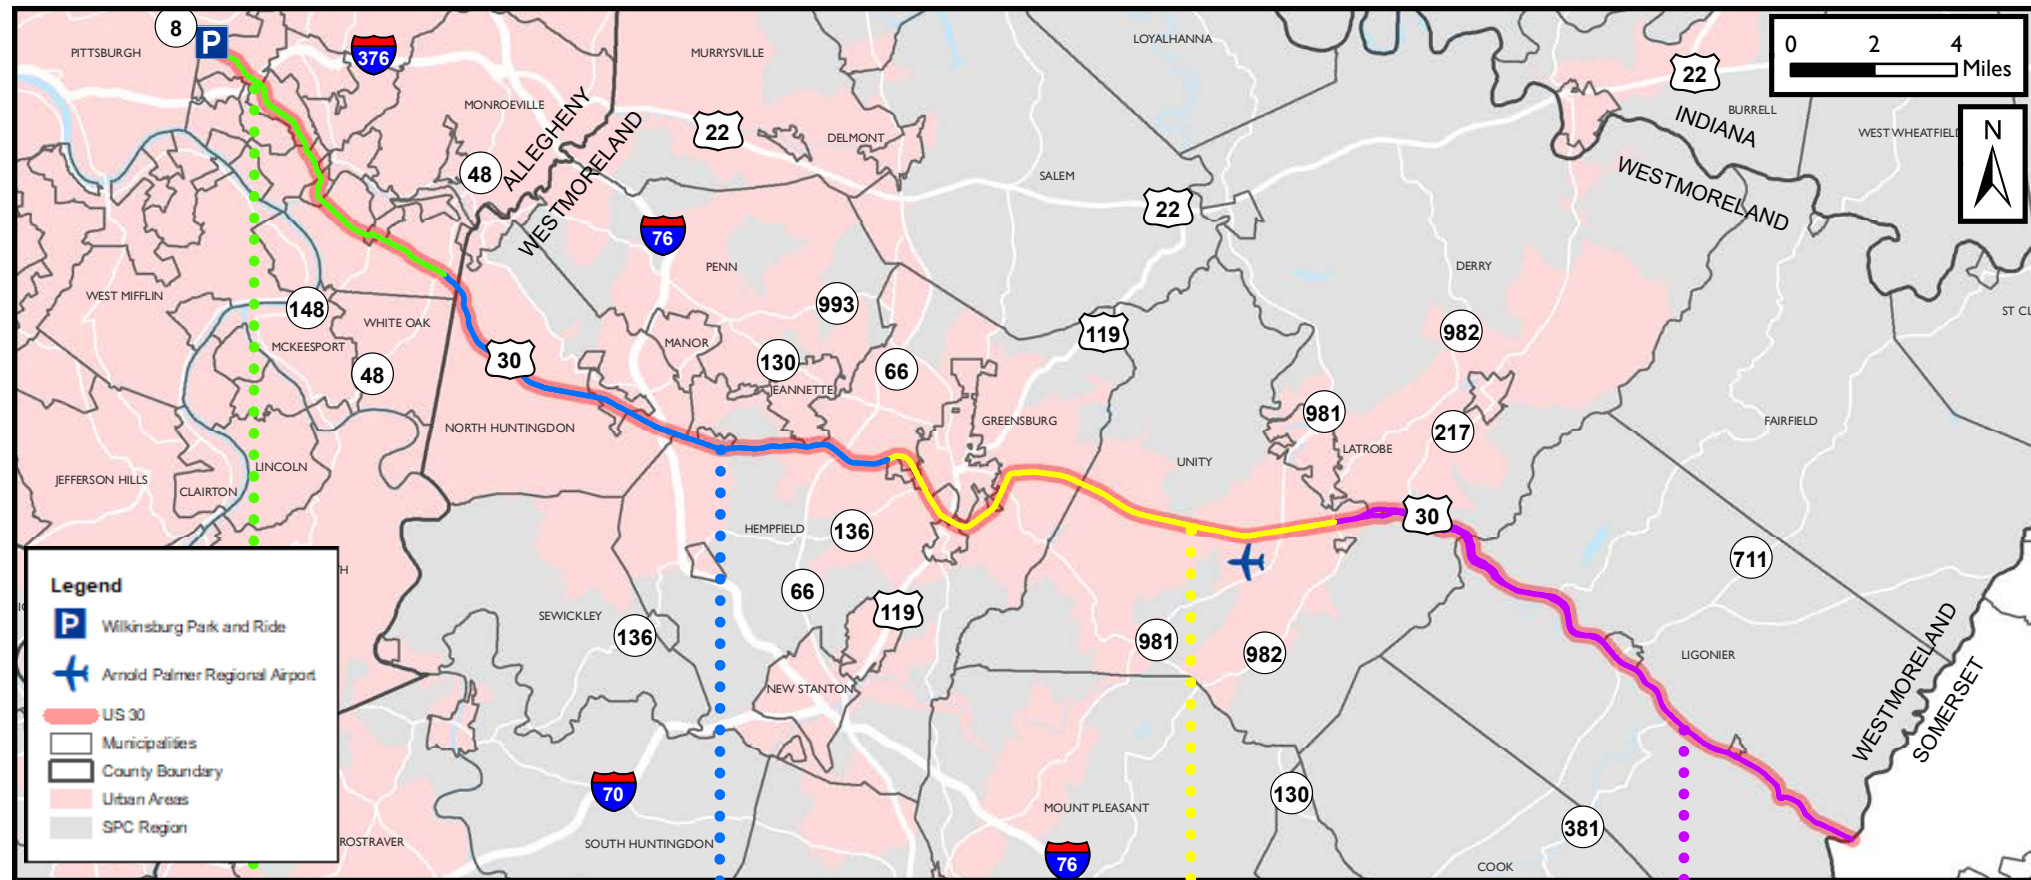 8
P
PITTSBURGH
376
MURRYSVILLE
LOYALHANNA
0 2 4
Miles
22
BURRELL
INDIANA
WEST WHEATFIELD
N
MONROEVILLE
ALLEGHENY
WESTMORELAND
22
DELMONT
48
SALEM
22
WESTMORELAND
76
PENN
DERRY
WEST MIFFLIN
148
WHITE OAK
MCKEESPORT
48
993
MANOR
130
JEANNETTE
66
119
982
ST CL
30
NORTH HUNTINGDON
GREENSBURG
981
LATROBE
217
FAIRFIELD
UNITY
JEFFERSON HILLS
CLAIRTON
LINCOLN
HEMPFIELD
136
30
711
66
119
SEWICKLEY
136
981
982
LIGONIER
NEW STANTON
WESTMORELAND
SOMERSET
70
SOUTH HUNTINGDON
MOUNT PLEASANT
76
130
381
COOK
ROSTRAVER
TH
Legend
P Wilkinsburg Park and Ride
Arnold Palmer Regional Airport
US 30
Municipalities
County Boundary
Urban Areas
SPC Region